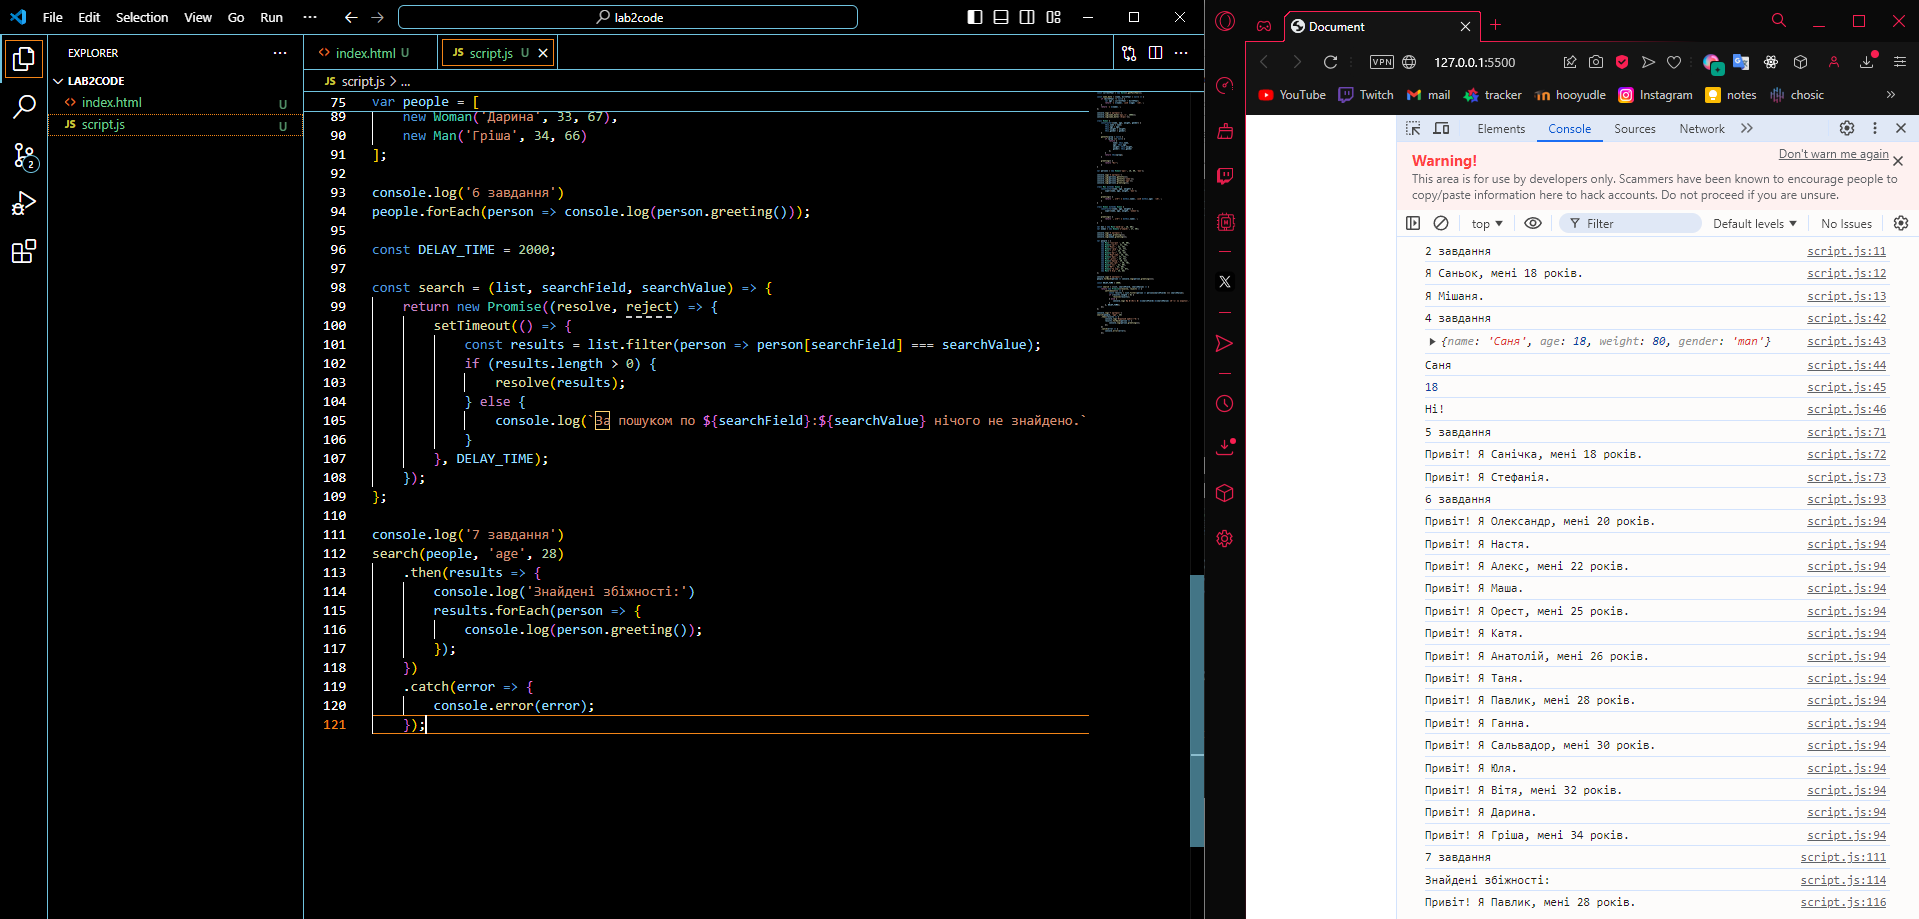 File Edit Selection View Go Run ··· lab2code
EXPLORER ···
LAB2CODE
index.html U
JS script.js U
2
index.html U JS script.js U
JS script.js > ...
75 var people = [
89 new Woman('Дарина', 33, 67),
90 new Man('Гріша', 34, 66)
91 ];
92
93 console.log('6 завдання')
94 people.forEach(person => console.log(person.greeting()));
95
96 const DELAY_TIME = 2000;
97
98 const search = (list, searchField, searchValue) => {
99 return new Promise((resolve, reject) => {
100 setTimeout(() => {
101 const results = list.filter(person => person[searchField] === searchValue);
102 if (results.length > 0) {
103 resolve(results);
104 } else {
105 console.log(`За пошуком по ${searchField}:${searchValue} нічого не знайдено.`
106 }
107 }, DELAY_TIME);
108 });
109 };
110
111 console.log('7 завдання')
112 search(people, 'age', 28)
113 .then(results => {
114 console.log('Знайдені збіжності:')
115 results.forEach(person => {
116 console.log(person.greeting());
117 });
118 })
119 .catch(error => {
120 console.error(error);
121 });
Document
VPN 127.0.0.1:5500
YouTube Twitch mail tracker hooyudle Instagram notes chosic »
Elements Console Sources Network »
Warning! Don't warn me again
This area is for use by developers only. Scammers have been known to encourage people to
copy/paste information here to hack accounts. Do not proceed if you are unsure.
top Filter Default levels No Issues
2 завдання script.js:11
Я Саньок, мені 18 років. script.js:12
Я Мішаня. script.js:13
4 завдання script.js:42
{name: 'Саня', age: 18, weight: 80, gender: 'man'} script.js:43
Саня script.js:44
18 script.js:45
Ні! script.js:46
5 завдання script.js:71
Привіт! Я Санічка, мені 18 років. script.js:72
Привіт! Я Стефанія. script.js:73
6 завдання script.js:93
Привіт! Я Олександр, мені 20 років. script.js:94
Привіт! Я Настя. script.js:94
Привіт! Я Алекс, мені 22 років. script.js:94
Привіт! Я Маша. script.js:94
Привіт! Я Орест, мені 25 років. script.js:94
Привіт! Я Катя. script.js:94
Привіт! Я Анатолій, мені 26 років. script.js:94
Привіт! Я Таня. script.js:94
Привіт! Я Павлик, мені 28 років. script.js:94
Привіт! Я Ганна. script.js:94
Привіт! Я Сальвадор, мені 30 років. script.js:94
Привіт! Я Юля. script.js:94
Привіт! Я Вітя, мені 32 років. script.js:94
Привіт! Я Дарина. script.js:94
Привіт! Я Гріша, мені 34 років. script.js:94
7 завдання script.js:111
Знайдені збіжності: script.js:114
Привіт! Я Павлик, мені 28 років. script.js:116